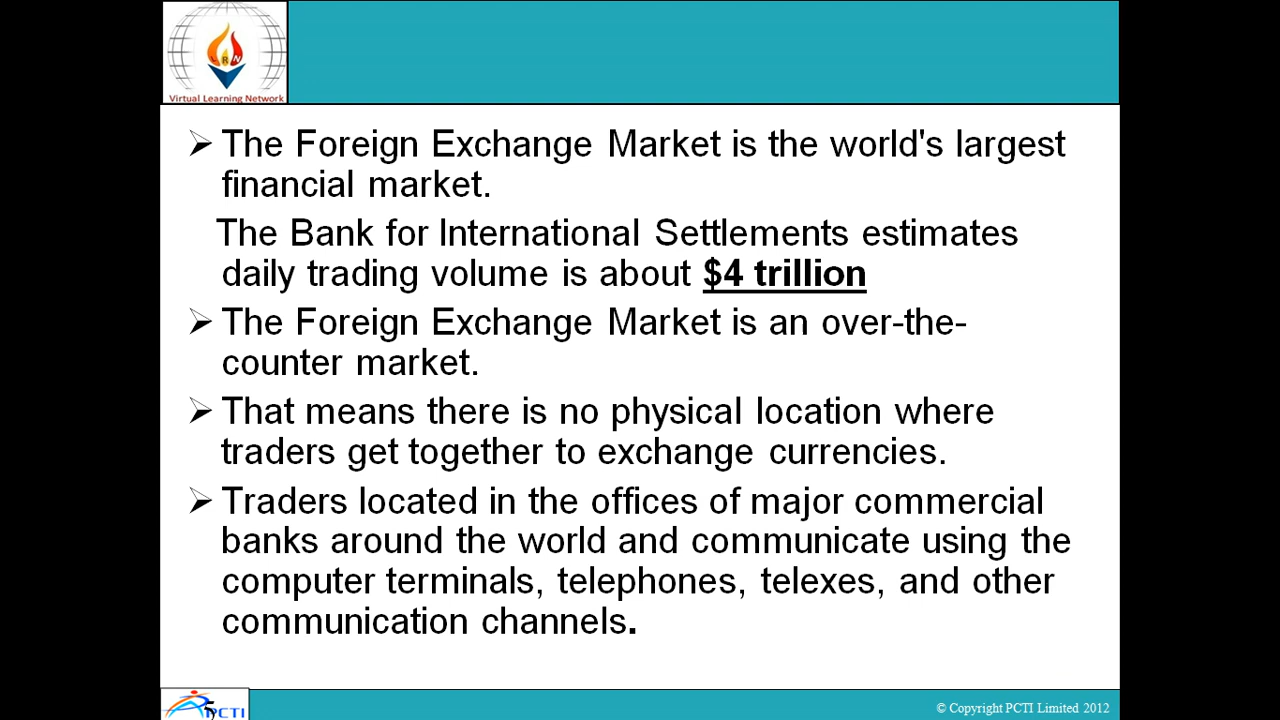 LRN
Virtual Learning Network
➢ The Foreign Exchange Market is the world's largest
financial market.
The Bank for International Settlements estimates
daily trading volume is about $4 trillion
➢ The Foreign Exchange Market is an over-the-
counter market.
➢ That means there is no physical location where
traders get together to exchange currencies.
➢ Traders located in the offices of major commercial
banks around the world and communicate using the
computer terminals, telephones, telexes, and other
communication channels.
5
PCTI
© Copyright PCTI Limited 2012